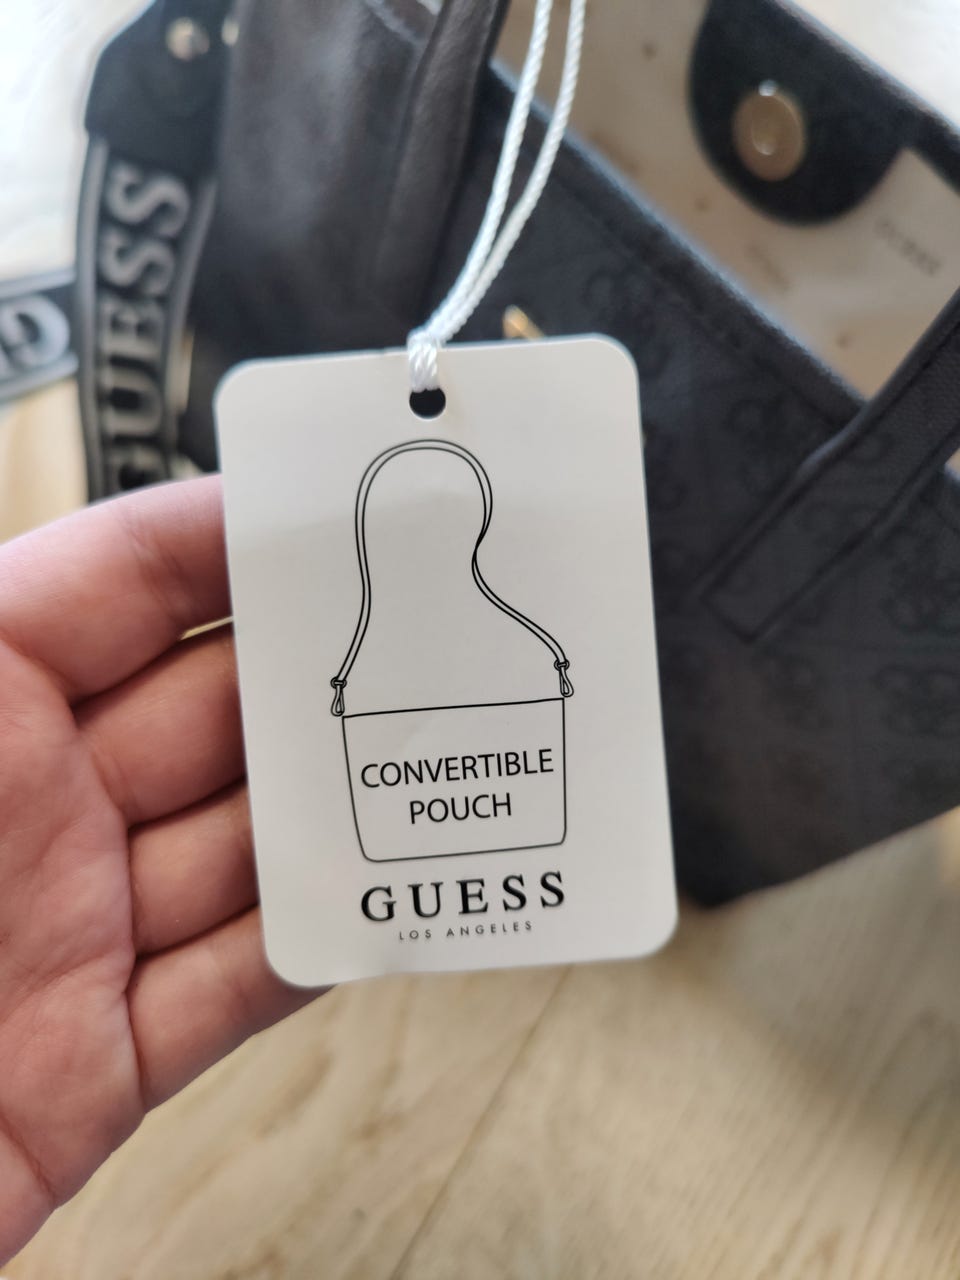 GUESS
G
CONVERTIBLE
POUCH
GUESS
LOS ANGELES